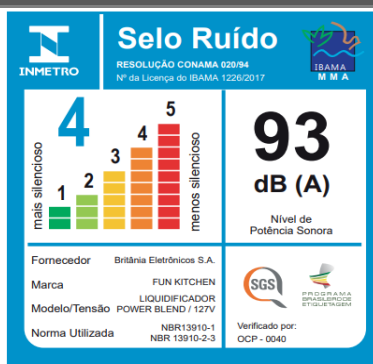 INMETRO
Selo Ruído
RESOLUÇÃO CONAMA 020/94
Nº da Licença do IBAMA 1226/2017
IBAMA
MMA
4
mais silencioso
1
2
3
4
5
menos silencioso
93
dB (A)
Nível de
Potência Sonora
Fornecedor Britânia Eletrônicos S.A.
Marca FUN KITCHEN
LIQUIDIFICADOR
Modelo/Tensão POWER BLEND / 127V
Norma Utilizada NBR13910-1
NBR 13910-2-3
SGS
PROGRAMA
BRASILEIRO DE
ETIQUETAGEM
Verificado por:
OCP - 0040